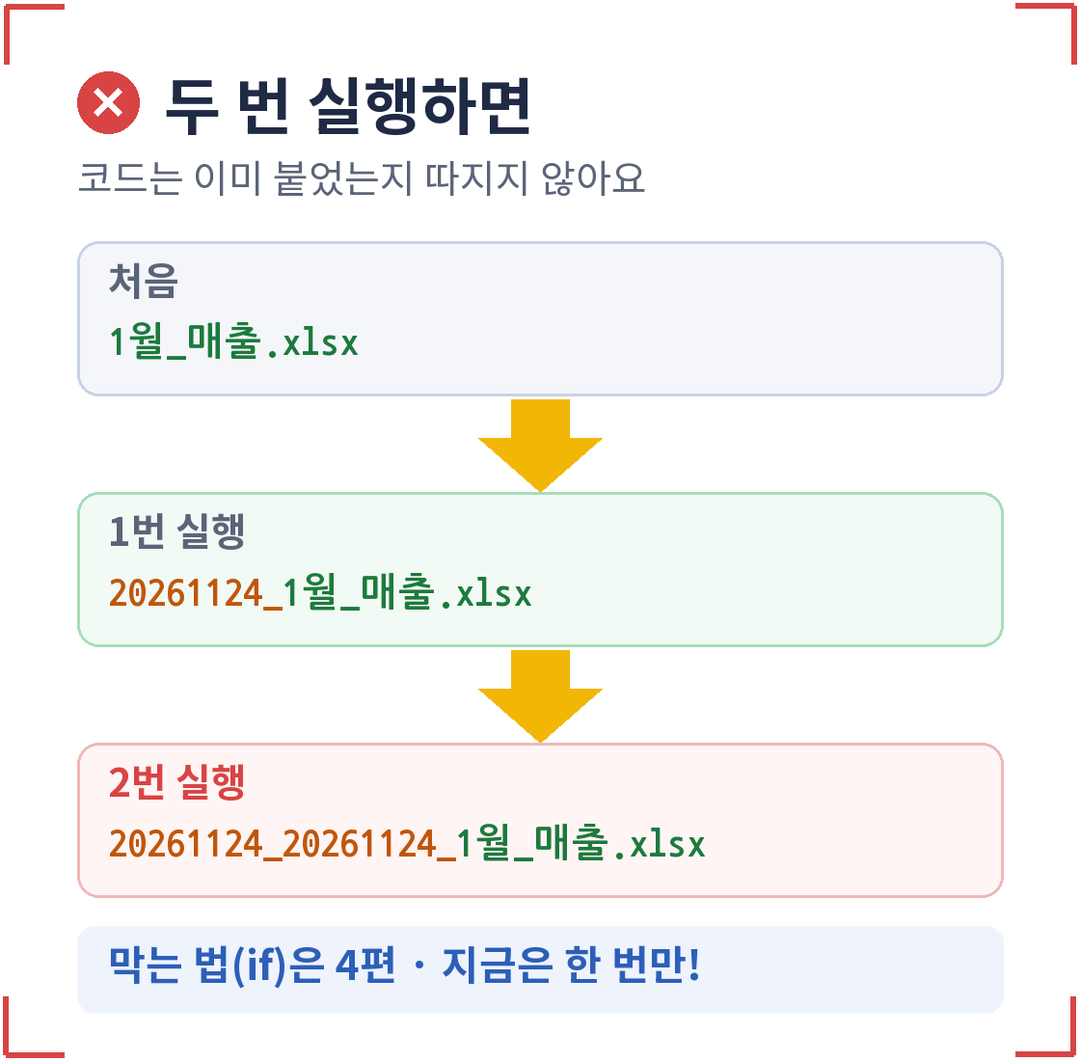 두 번 실행하면
코드는 이미 붙었는지 따지지 않아요
처음
1월_매출.xlsx
1번 실행
20261124_1월_매출.xlsx
2번 실행
20261124_20261124_1월_매출.xlsx
막는 법(if)은 4편 · 지금은 한 번만!